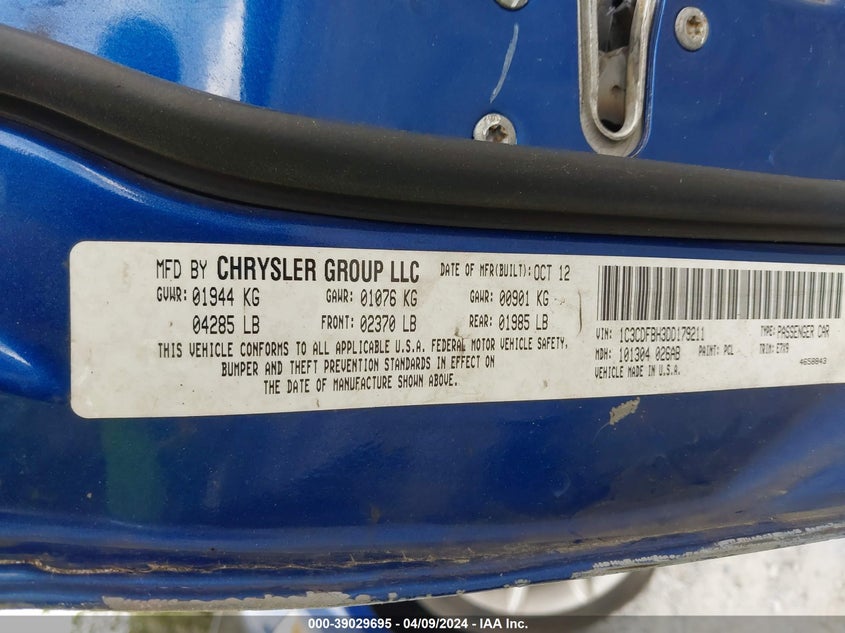 MFD BY CHRYSLER GROUP LLC DATE OF MFR(BUILT): OCT 12
GVWR: 01944 KG GAWR: 01076 KG GAWR: 00901 KG
04285 LB FRONT: 02370 LB REAR: 01985 LB
THIS VEHICLE CONFORMS TO ALL APPLICABLE U.S.A. FEDERAL MOTOR VEHICLE SAFETY,
BUMPER AND THEFT PREVENTION STANDARDS IN EFFECT ON
THE DATE OF MANUFACTURE SHOWN ABOVE.
VIN: 1C3CDFBH3DD179211 TYPE: PASSENGER CAR
MDH: 101304 026AB PAINT: PCL TRIM: E7X9
VEHICLE MADE IN U.S.A. 4658843
000-39029695 - 04/09/2024 - IAA Inc.